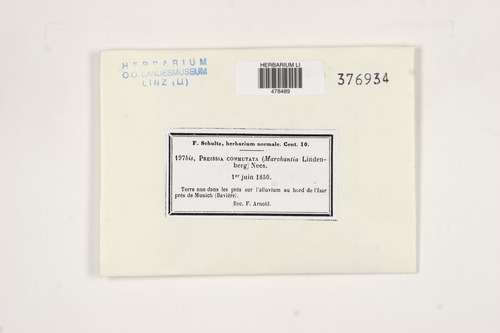 HERBARIUM
O.O. LANDESMUSEUM
LINZ (LI)
HERBARIUM LI
478489
376934
F. Schultz, herbarium normale. Cent. 10.
197bis, PREISSIA COMMUTATA (Marchantia Linden-
berg) Nees.
1er juin 1850.
Terre nue dans les prés sur l'alluvium au bord de l'Isar
près de Munich (Bavière).
Rec. F. Arnold.